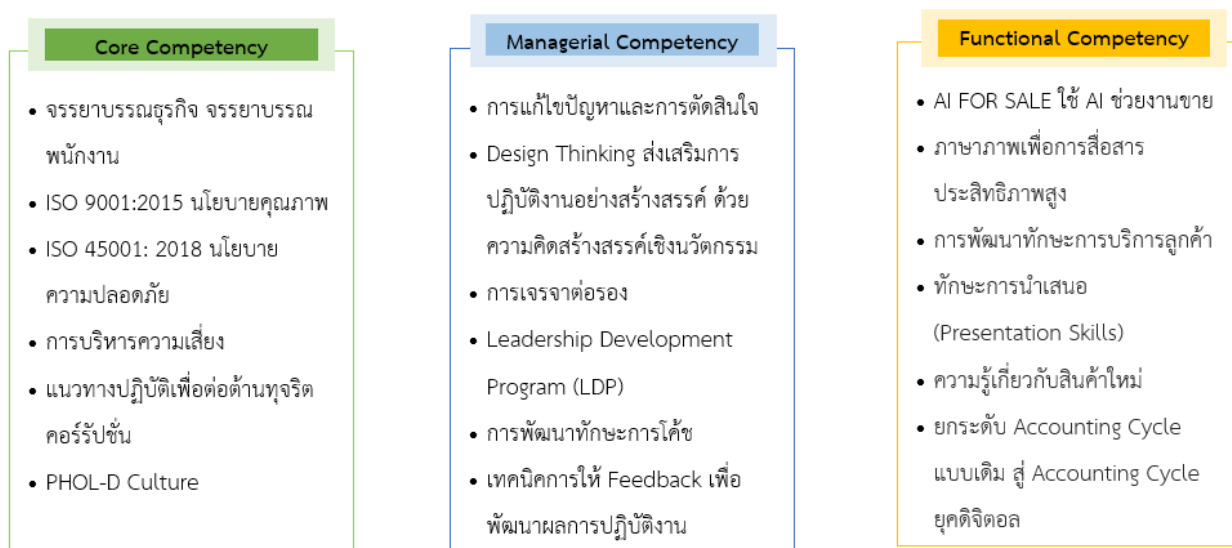 Core Competency
• จรรยาบรรณธุรกิจ จรรยาบรรณ
พนักงาน
• ISO 9001:2015 นโยบายคุณภาพ
• ISO 45001: 2018 นโยบาย
ความปลอดภัย
• การบริหารความเสี่ยง
• แนวทางปฏิบัติเพื่อต่อต้านทุจริต
คอร์รัปชั่น
• PHOL-D Culture
Managerial Competency
• การแก้ไขปัญหาและการตัดสินใจ
• Design Thinking ส่งเสริมการ
ปฏิบัติงานอย่างสร้างสรรค์ ด้วย
ความคิดสร้างสรรค์เชิงนวัตกรรม
• การเจรจาต่อรอง
• Leadership Development
Program (LDP)
• การพัฒนาทักษะการโค้ช
• เทคนิคการให้ Feedback เพื่อ
พัฒนาผลการปฏิบัติงาน
Functional Competency
• AI FOR SALE ใช้ AI ช่วยงานขาย
• ภาษาภาพเพื่อการสื่อสาร
ประสิทธิภาพสูง
• การพัฒนาทักษะการบริการลูกค้า
• ทักษะการนำเสนอ
(Presentation Skills)
• ความรู้เกี่ยวกับสินค้าใหม่
• ยกระดับ Accounting Cycle
แบบเดิม สู่ Accounting Cycle
ยุคดิจิตอล